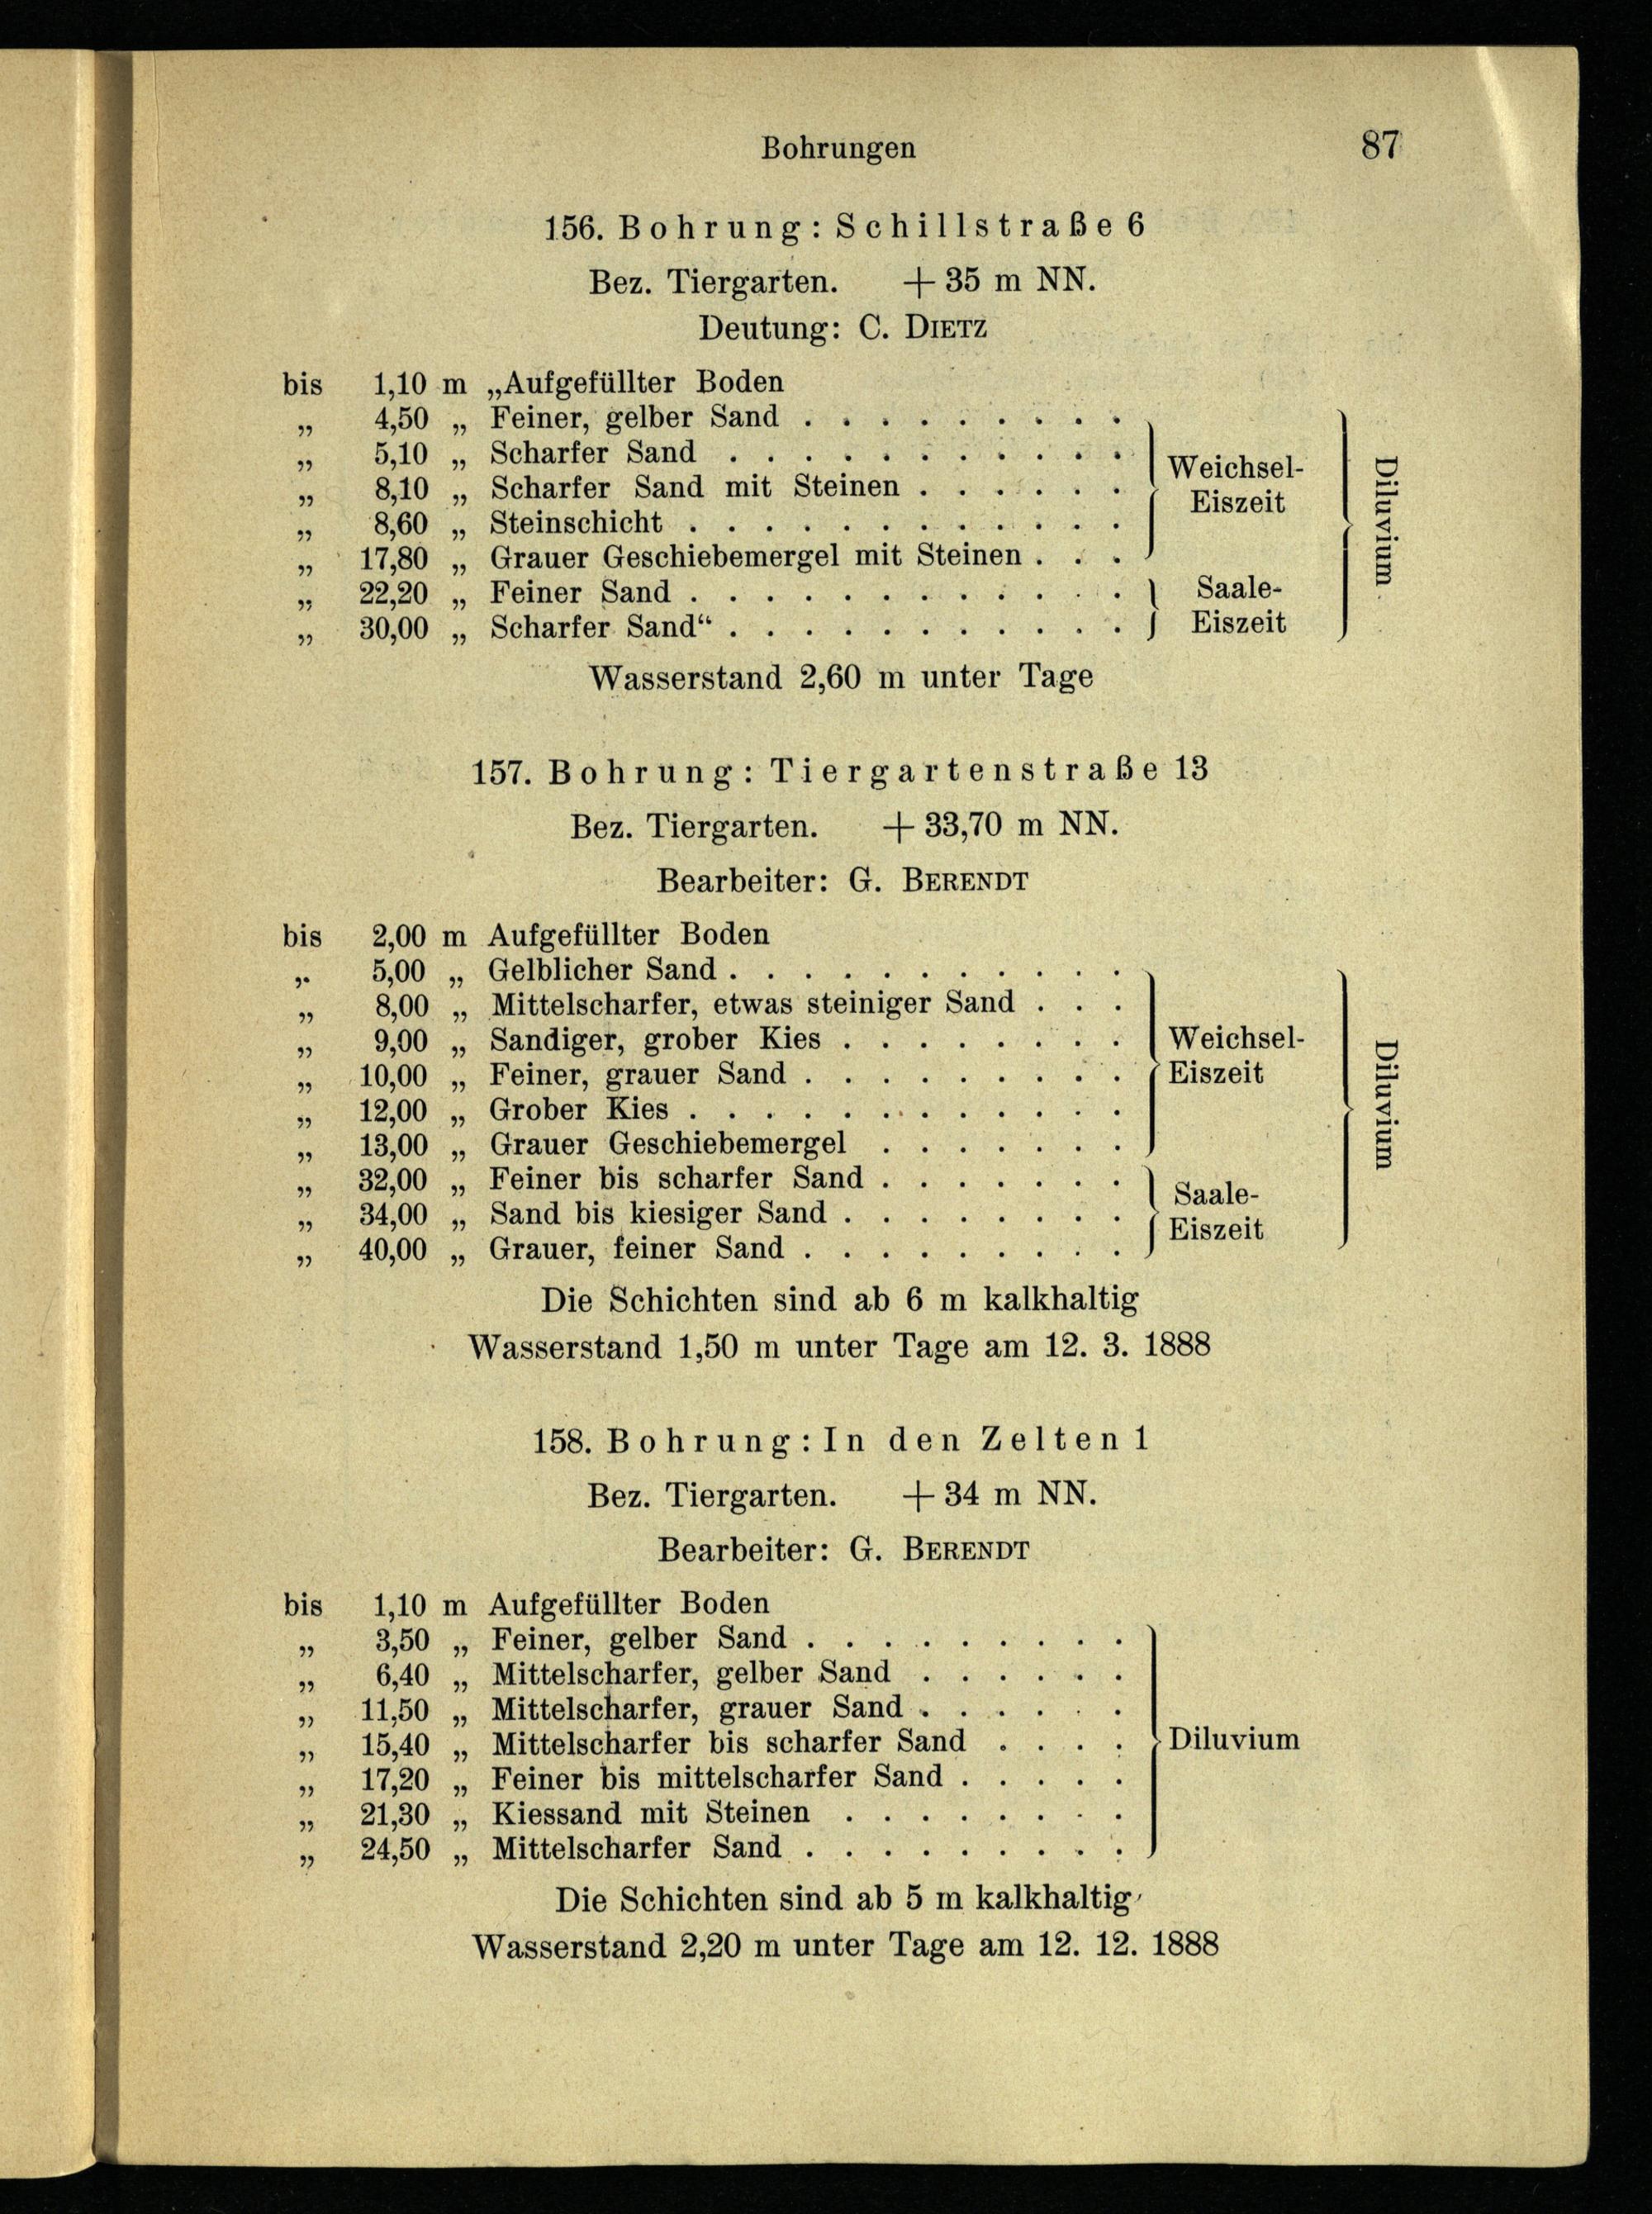 Bohrungen 87
156. Bohrung: Schillstraße 6
Bez. Tiergarten. + 35 m NN.
Deutung: C. DIETZ
bis 1,10 m „Aufgefüllter Boden
„ 4,50 „ Feiner, gelber Sand . . . . . . . . .
„ 5,10 „ Scharfer Sand . . . . . . . . . . .
„ 8,10 „ Scharfer Sand mit Steinen . . . . . .
„ 8,60 „ Steinschicht . . . . . . . . . . . .
„ 17,80 „ Grauer Geschiebemergel mit Steinen . . .
Weichsel-
Eiszeit
„ 22,20 „ Feiner Sand . . . . . . . . . . . .
„ 30,00 „ Scharfer Sand“ . . . . . . . . . . .
Saale-
Eiszeit
Diluvium
Wasserstand 2,60 m unter Tage
157. Bohrung: Tiergartenstraße 13
Bez. Tiergarten. + 33,70 m NN.
Bearbeiter: G. BERENDT
bis 2,00 m Aufgefüllter Boden
„ 5,00 „ Gelblicher Sand . . . . . . . . . . .
„ 8,00 „ Mittelscharfer, etwas steiniger Sand . . .
„ 9,00 „ Sandiger, grober Kies . . . . . . . .
„ 10,00 „ Feiner, grauer Sand . . . . . . . . .
„ 12,00 „ Grober Kies . . . . . . . . . . . .
„ 13,00 „ Grauer Geschiebemergel . . . . . . .
Weichsel-
Eiszeit
„ 32,00 „ Feiner bis scharfer Sand . . . . . . .
„ 34,00 „ Sand bis kiesiger Sand . . . . . . . .
„ 40,00 „ Grauer, feiner Sand . . . . . . . . .
Saale-
Eiszeit
Diluvium
Die Schichten sind ab 6 m kalkhaltig
Wasserstand 1,50 m unter Tage am 12. 3. 1888
158. Bohrung: In den Zelten 1
Bez. Tiergarten. + 34 m NN.
Bearbeiter: G. BERENDT
bis 1,10 m Aufgefüllter Boden
„ 3,50 „ Feiner, gelber Sand . . . . . . . . .
„ 6,40 „ Mittelscharfer, gelber Sand . . . . . .
„ 11,50 „ Mittelscharfer, grauer Sand . . . . . .
„ 15,40 „ Mittelscharfer bis scharfer Sand . . . .
„ 17,20 „ Feiner bis mittelscharfer Sand . . . . .
„ 21,30 „ Kiessand mit Steinen . . . . . . . .
„ 24,50 „ Mittelscharfer Sand . . . . . . . . .
Diluvium
Die Schichten sind ab 5 m kalkhaltig
Wasserstand 2,20 m unter Tage am 12. 12. 1888